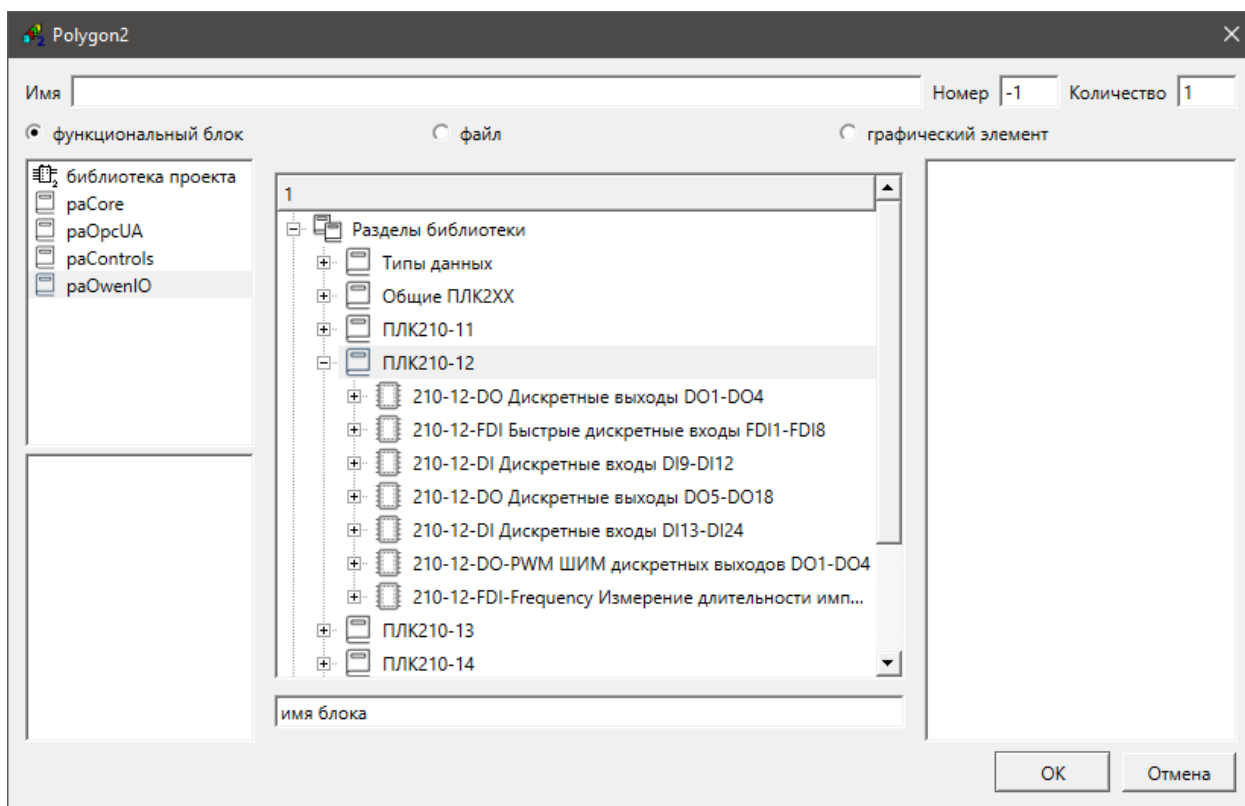 Polygon2
Имя Номер -1 Количество 1
функциональный блок файл графический элемент
библиотека проекта
paCore
paOpcUA
paControls
paOwenIO
1
Разделы библиотеки
Типы данных
Общие ПЛК2XX
ПЛК210-11
ПЛК210-12
210-12-DO Дискретные выходы DO1-DO4
210-12-FDI Быстрые дискретные входы FDI1-FDI8
210-12-DI Дискретные входы DI9-DI12
210-12-DO Дискретные выходы DO5-DO18
210-12-DI Дискретные входы DI13-DI24
210-12-DO-PWM ШИМ дискретных выходов DO1-DO4
210-12-FDI-Frequency Измерение длительности имп...
ПЛК210-13
ПЛК210-14
имя блока
OK Отмена